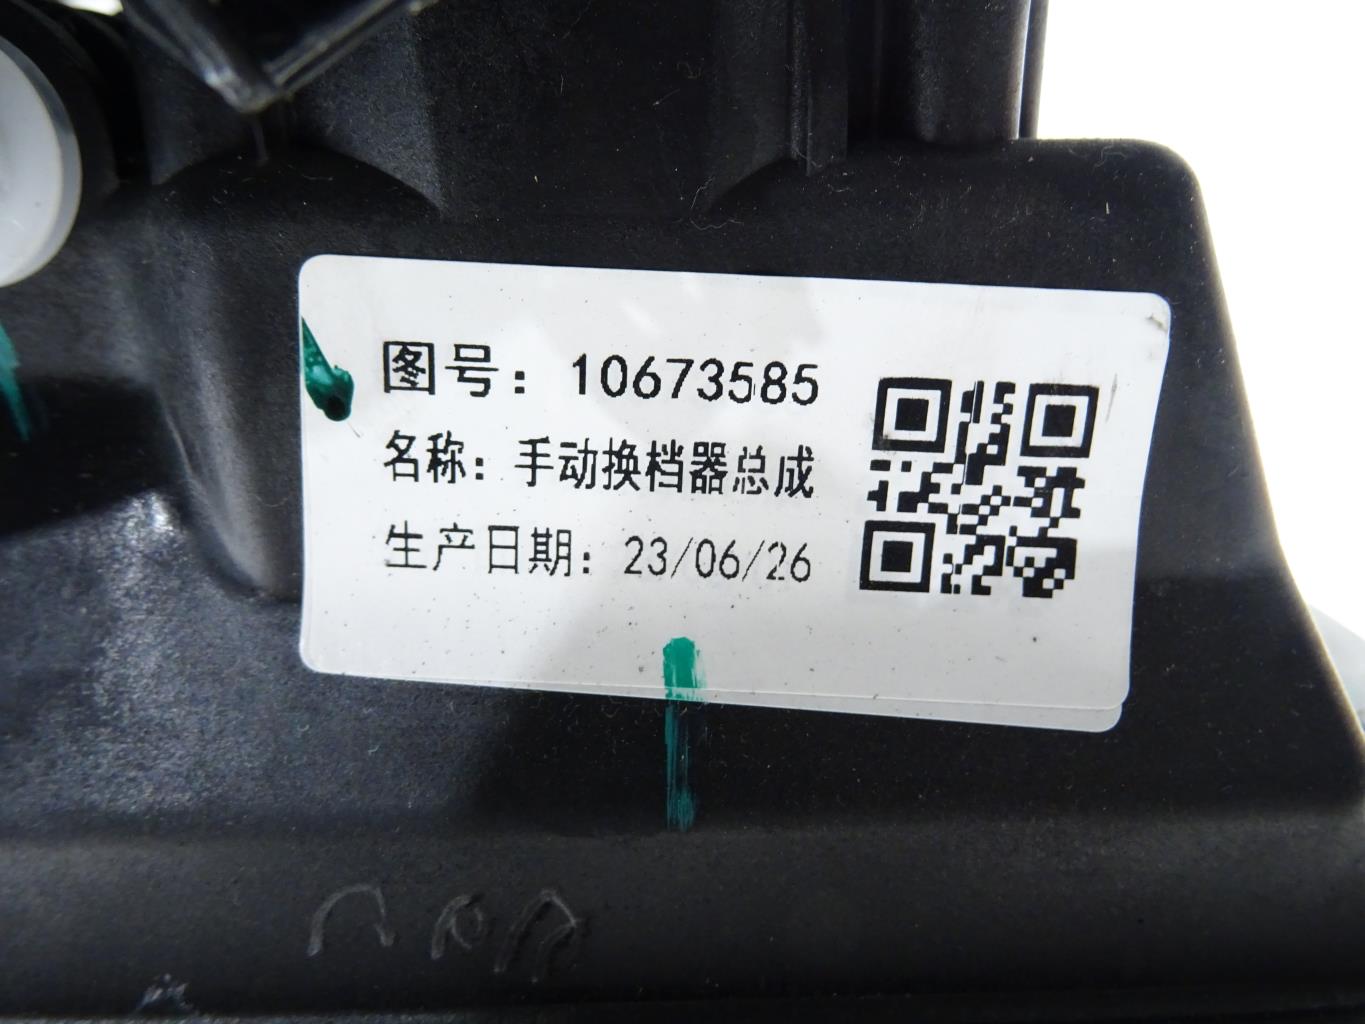 图号: 10673585
名称: 手动换档器总成
生产日期: 23/06/26